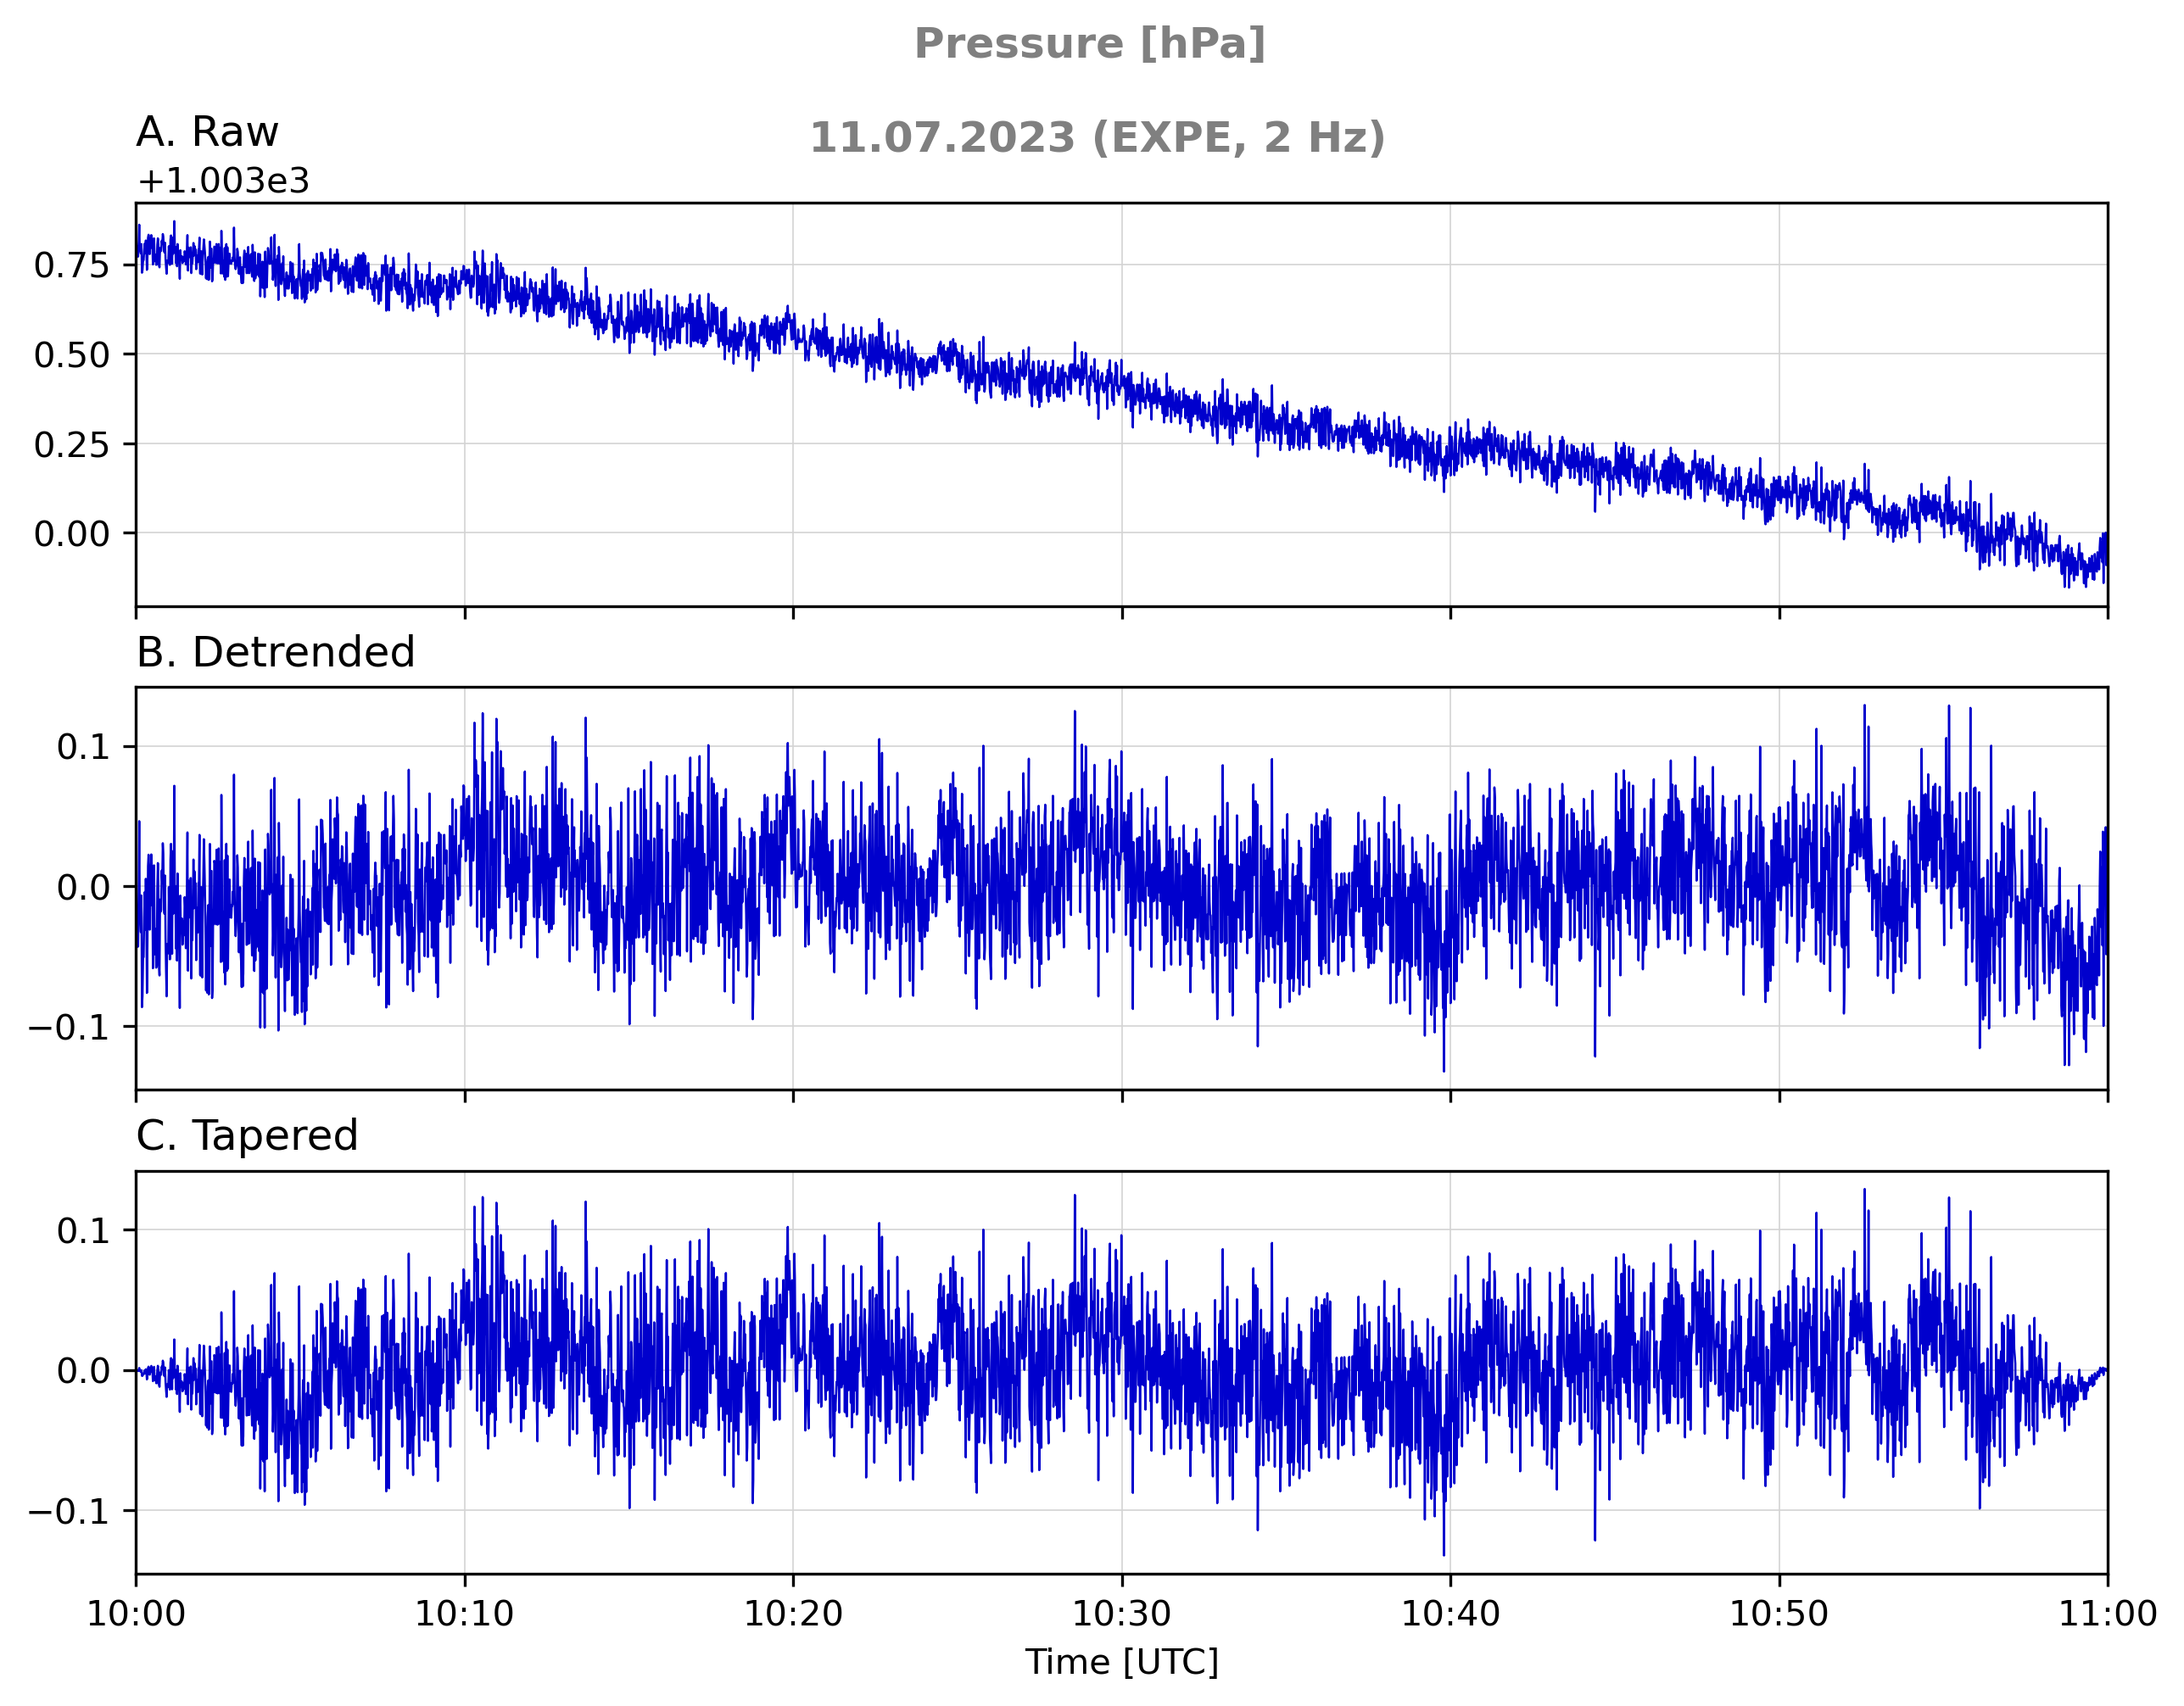 Pressure [hPa]
11.07.2023 (EXPE, 2 Hz)
A. Raw
+1.003e3
0.75
0.50
0.25
0.00
B. Detrended
0.1
0.0
−0.1
C. Tapered
0.1
0.0
−0.1
10:00 10:10 10:20 10:30 10:40 10:50 11:00
Time [UTC]